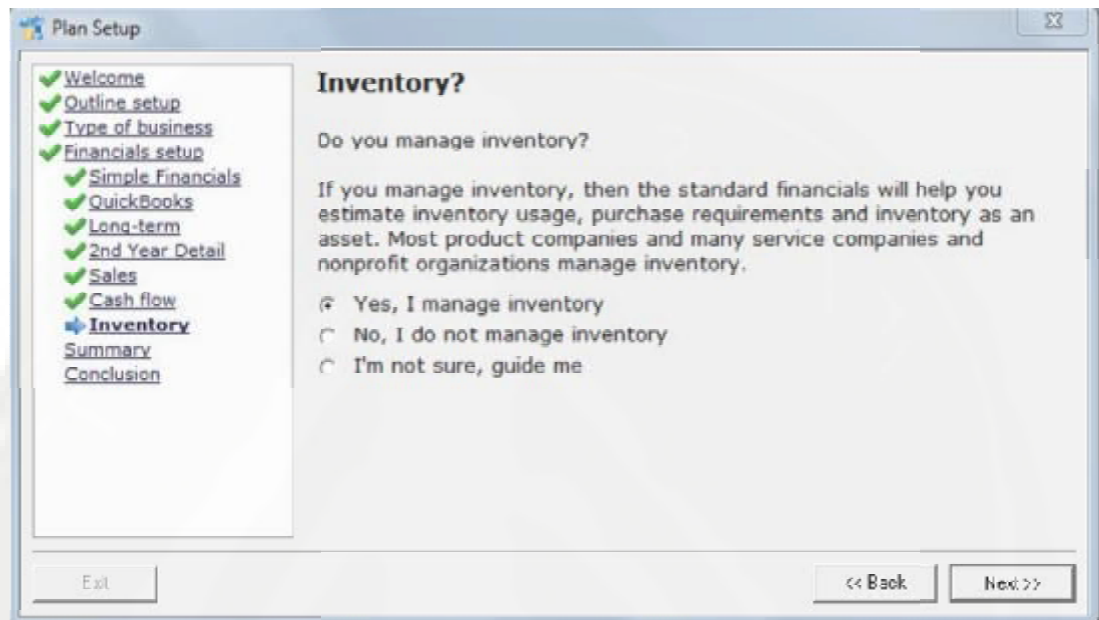 Plan Setup
Welcome
Outline setup
Type of business
Financials setup
Simple Financials
QuickBooks
Long-term
2nd Year Detail
Sales
Cash flow
Inventory
Summary
Conclusion
Inventory?
Do you manage inventory?
If you manage inventory, then the standard financials will help you
estimate inventory usage, purchase requirements and inventory as an
asset. Most product companies and many service companies and
nonprofit organizations manage inventory.
Yes, I manage inventory
No, I do not manage inventory
I'm not sure, guide me
Exit
<< Back
Next >>